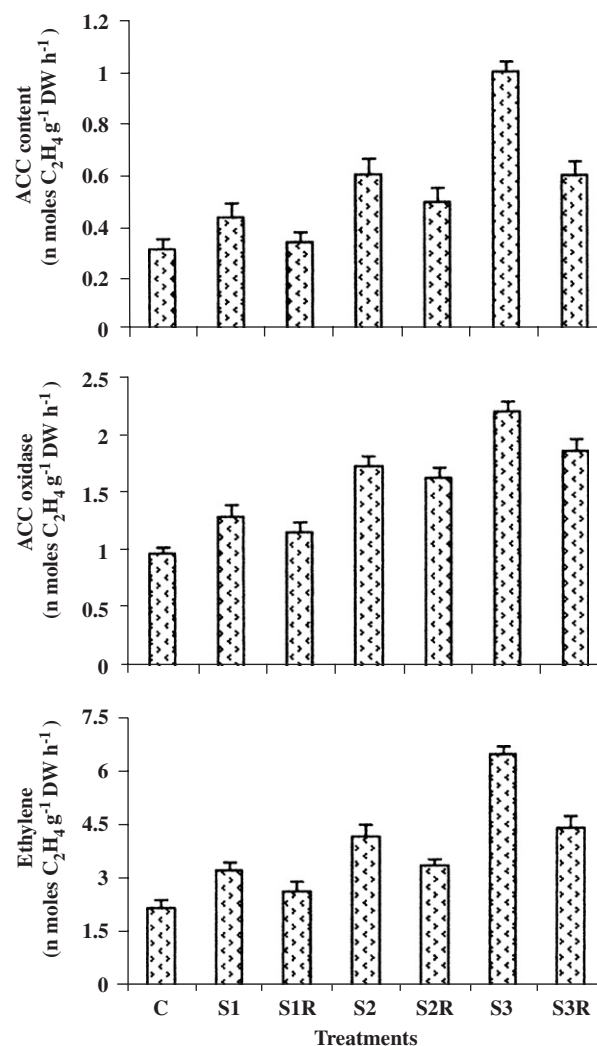 1.2
1
0.8
0.6
0.4
0.2
0
ACC content
(n moles C₂H₄ g⁻¹ DW h⁻¹ )
2.5
2
1.5
1
0.5
0
ACC oxidase
(n moles C₂H₄ g⁻¹ DW h⁻¹ )
7.5
6
4.5
3
1.5
0
Ethylene
(n moles C₂H₄ g⁻¹ DW h⁻¹ )
C S1 S1R S2 S2R S3 S3R
Treatments